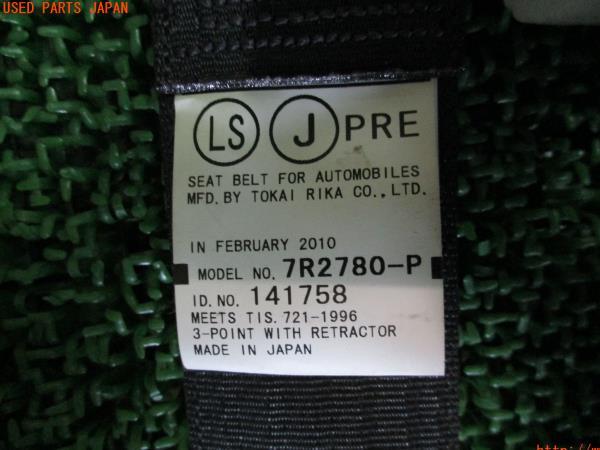 USED PARTS JAPAN
LS J PRE
SEAT BELT FOR AUTOMOBILES
MFD. BY TOKAI RIKA CO., LTD.
IN FEBRUARY 2010
MODEL NO. 7R2780-P
ID. NO. 141758
MEETS TIS. 721-1996
3-POINT WITH RETRACTOR
MADE IN JAPAN